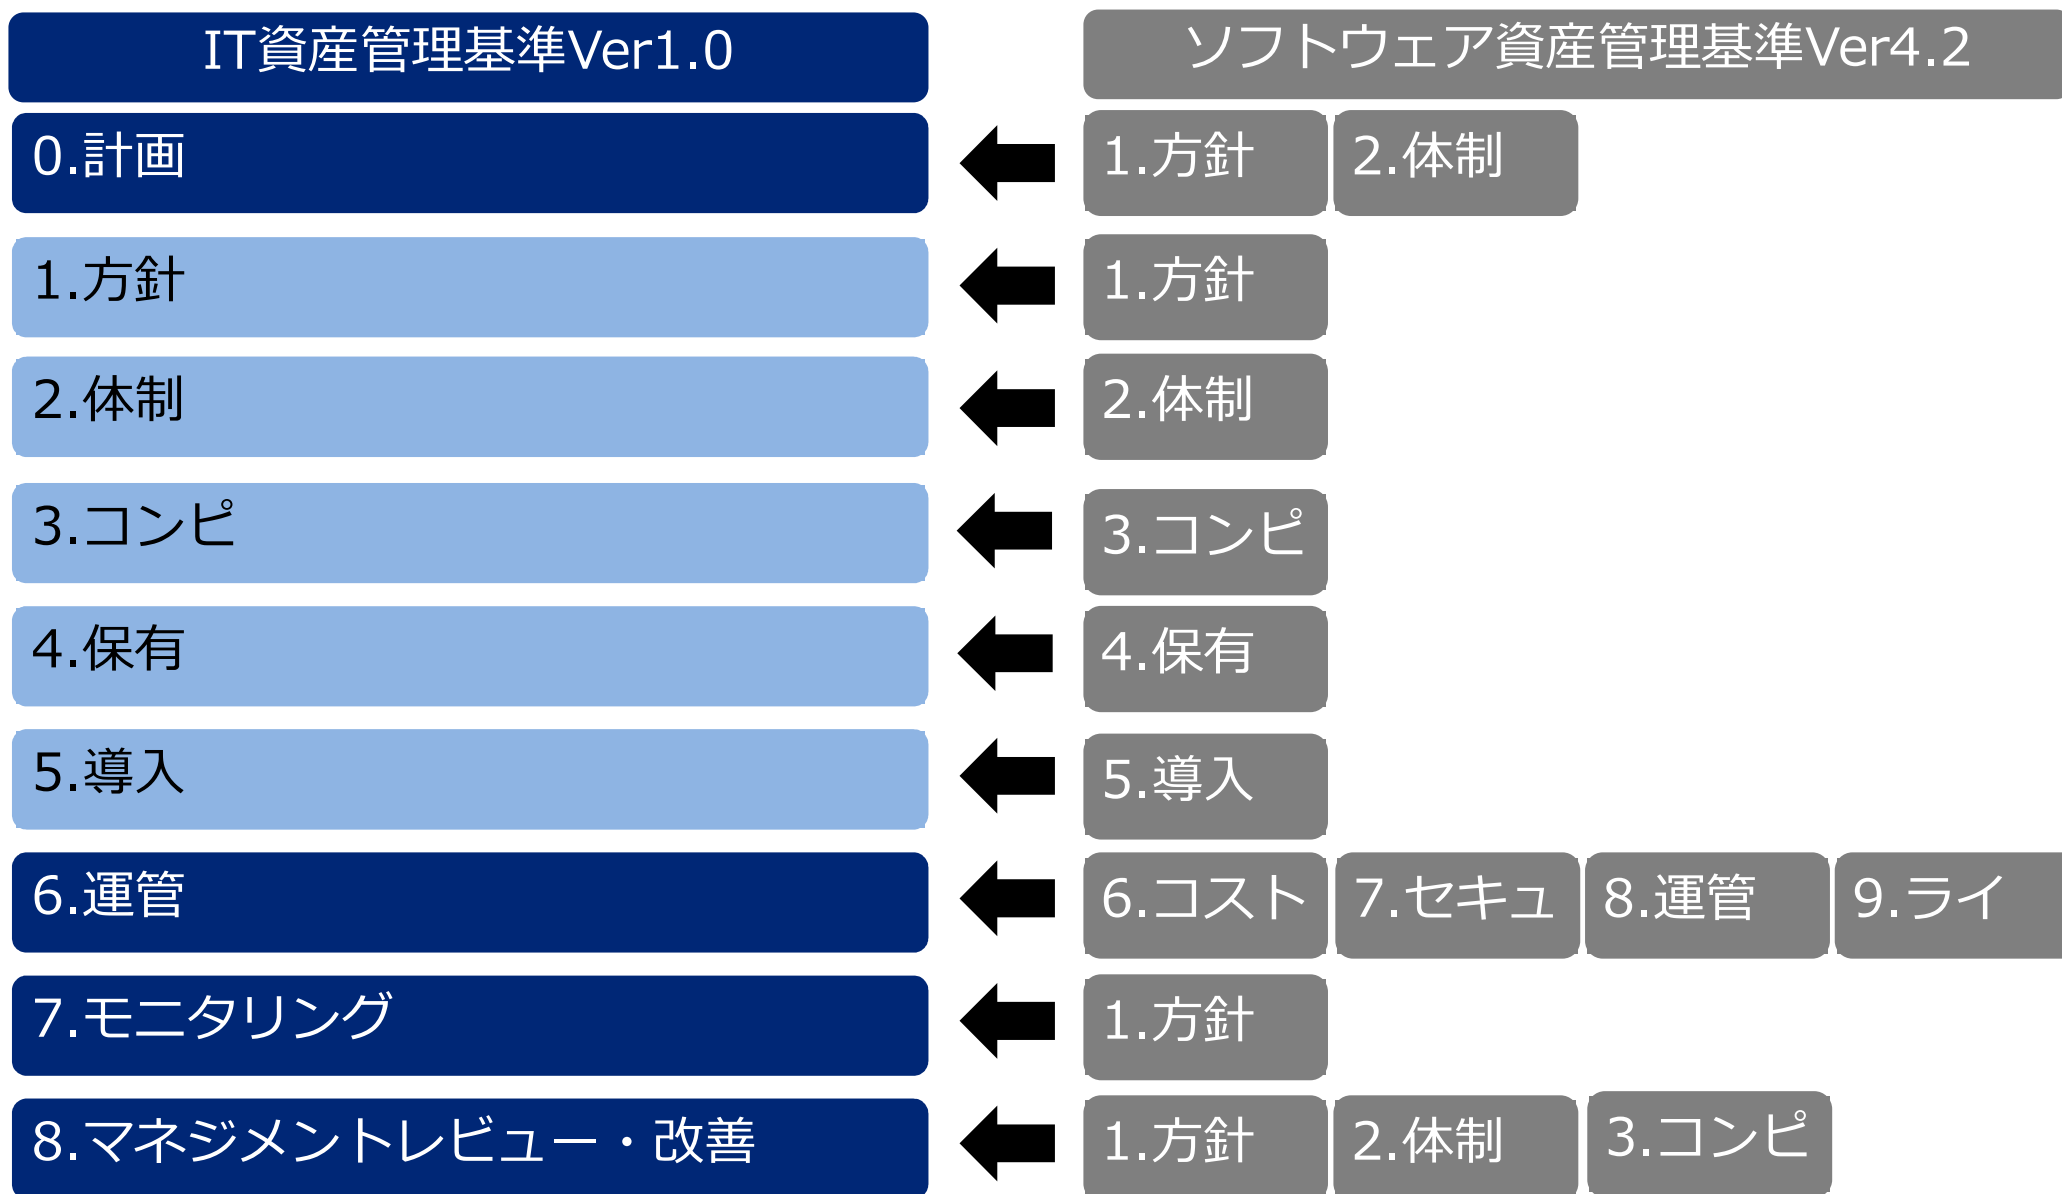 IT資産管理基準Ver1.0 ソフトウェア資産管理基準Ver4.2
0.計画 1.方針 2.体制
1.方針 1.方針
2.体制 2.体制
3.コンピ 3.コンピ
4.保有 4.保有
5.導入 5.導入
6.運管 6.コスト 7.セキュ 8.運管 9.ライ
7.モニタリング 1.方針
8.マネジメントレビュー・改善 1.方針 2.体制 3.コンピ